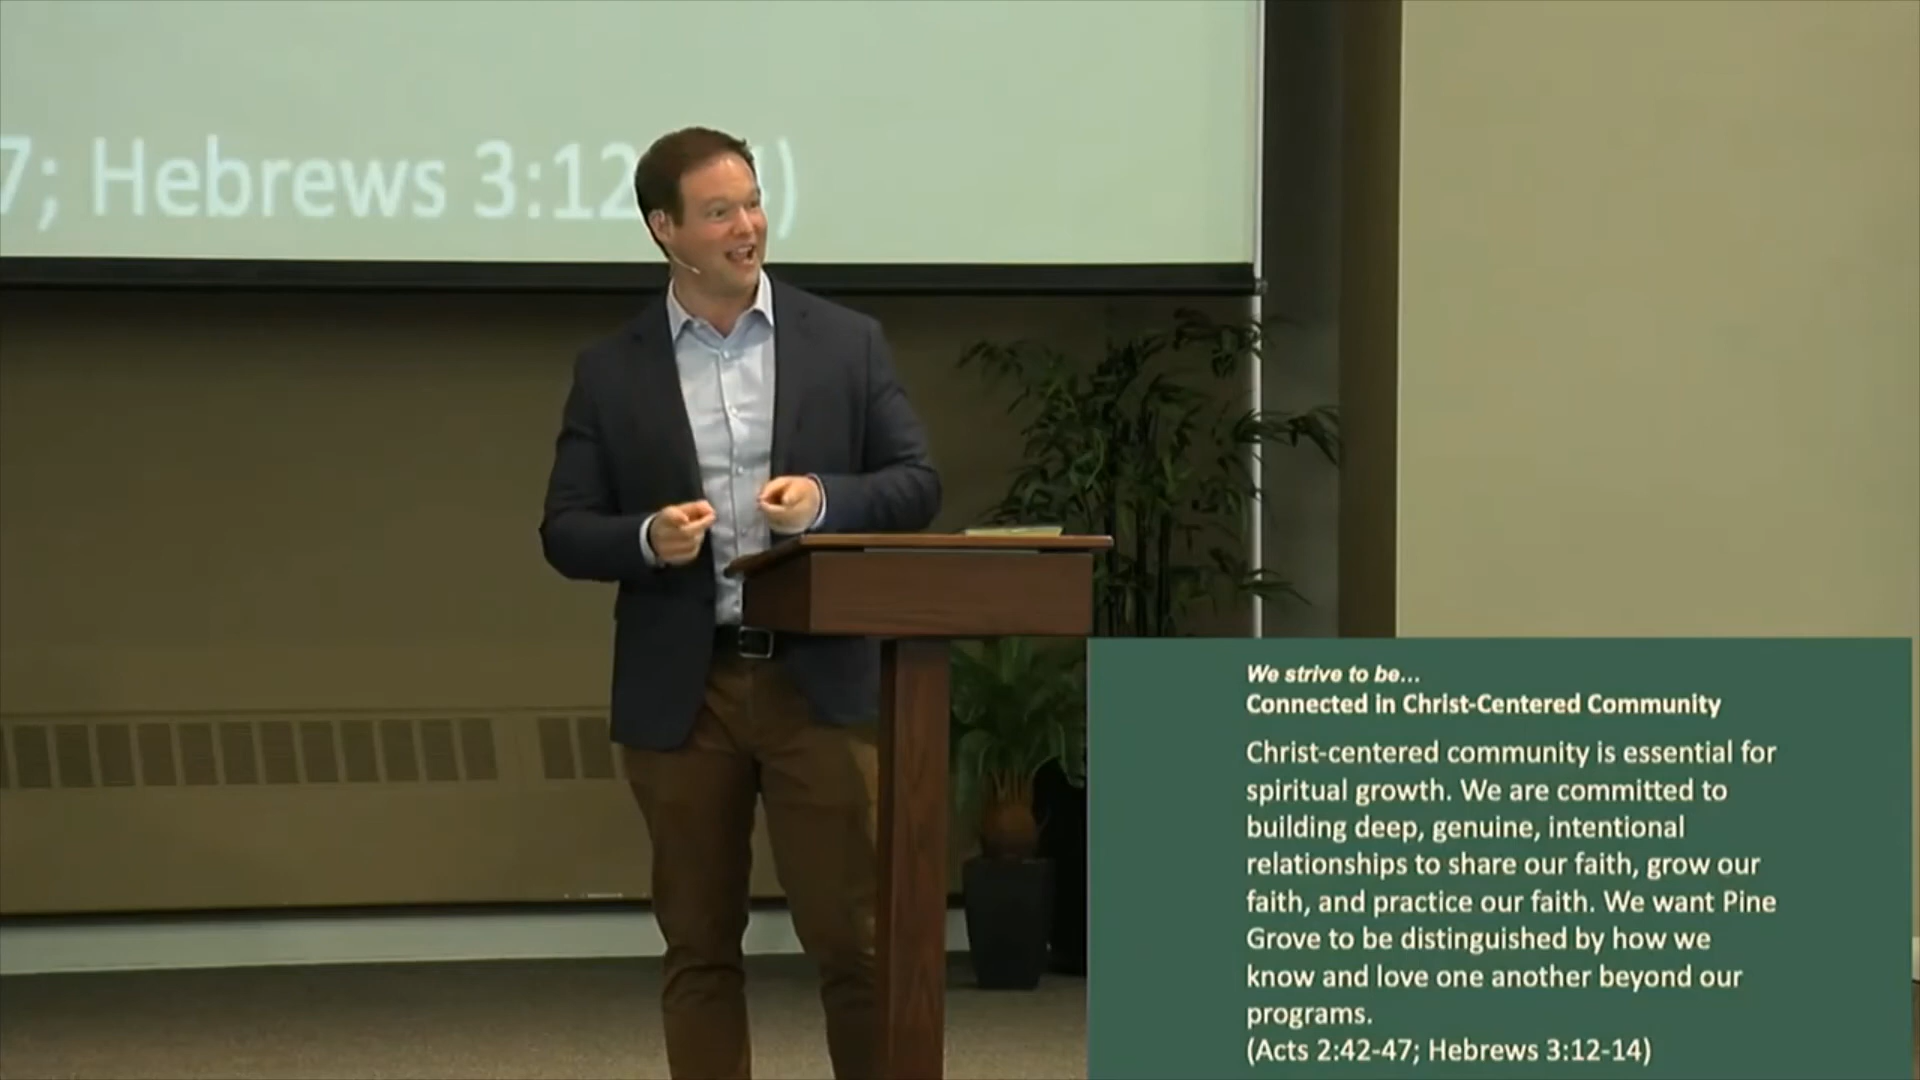 7; Hebrews 3:12 )
We strive to be...
Connected in Christ-Centered Community
Christ-centered community is essential for
spiritual growth. We are committed to
building deep, genuine, intentional
relationships to share our faith, grow our
faith, and practice our faith. We want Pine
Grove to be distinguished by how we
know and love one another beyond our
programs.
(Acts 2:42-47; Hebrews 3:12-14)